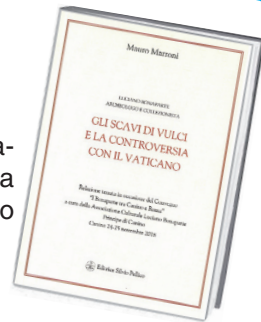 Mauro Marroni
LUCIANO BONAPARTE
ARCHEOLOGO E COLLEZIONISTA
GLI SCAVI DI VULCI
E LA CONTROVERSIA
CON IL VATICANO
Relazione tenuta in occasione del Convegno
"I Bonaparte tra Canino e Roma"
a cura della Associazione Culturale Luciano Bonaparte
Principe di Canino
Canino 24-25 novembre 2018
Editrice Silvio Pellico
a-
a
o